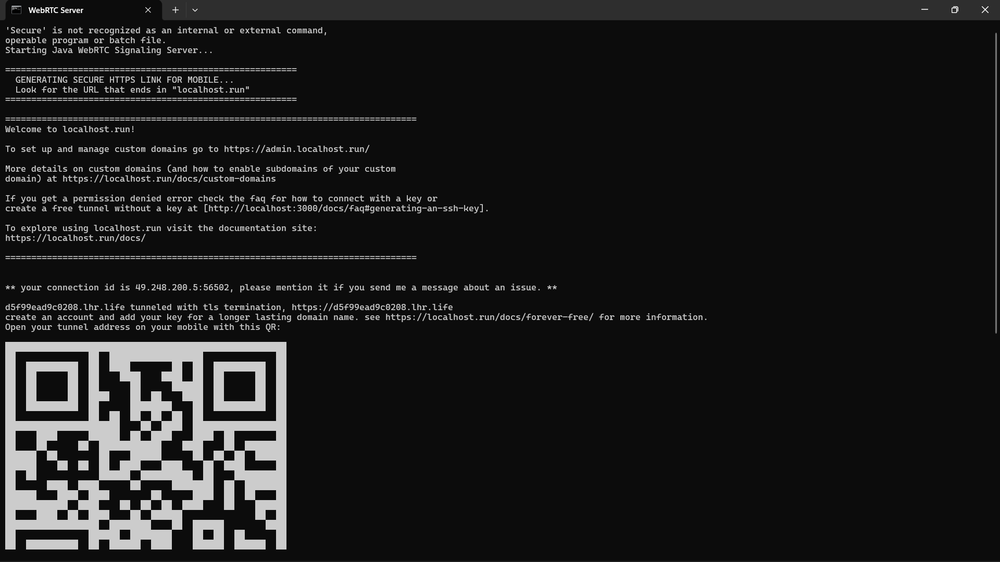 WebRTC Server
'Secure' is not recognized as an internal or external command,
operable program or batch file.
Starting Java WebRTC Signaling Server...
========================================================
GENERATING SECURE HTTPS LINK FOR MOBILE...
Look for the URL that ends in "localhost.run"
========================================================
===============================================================================
Welcome to localhost.run!
To set up and manage custom domains go to https://admin.localhost.run/
More details on custom domains (and how to enable subdomains of your custom
domain) at https://localhost.run/docs/custom-domains
If you get a permission denied error check the faq for how to connect with a key or
create a free tunnel without a key at [http://localhost:3000/docs/faq#generating-an-ssh-key].
To explore using localhost.run visit the documentation site:
https://localhost.run/docs/
===============================================================================
** your connection id is 49.248.200.5:56502, please mention it if you send me a message about an issue. **
d5f99ead9c0208.lhr.life tunneled with tls termination, https://d5f99ead9c0208.lhr.life
create an account and add your key for a longer lasting domain name. see https://localhost.run/docs/forever-free/ for more information.
Open your tunnel address on your mobile with this QR: